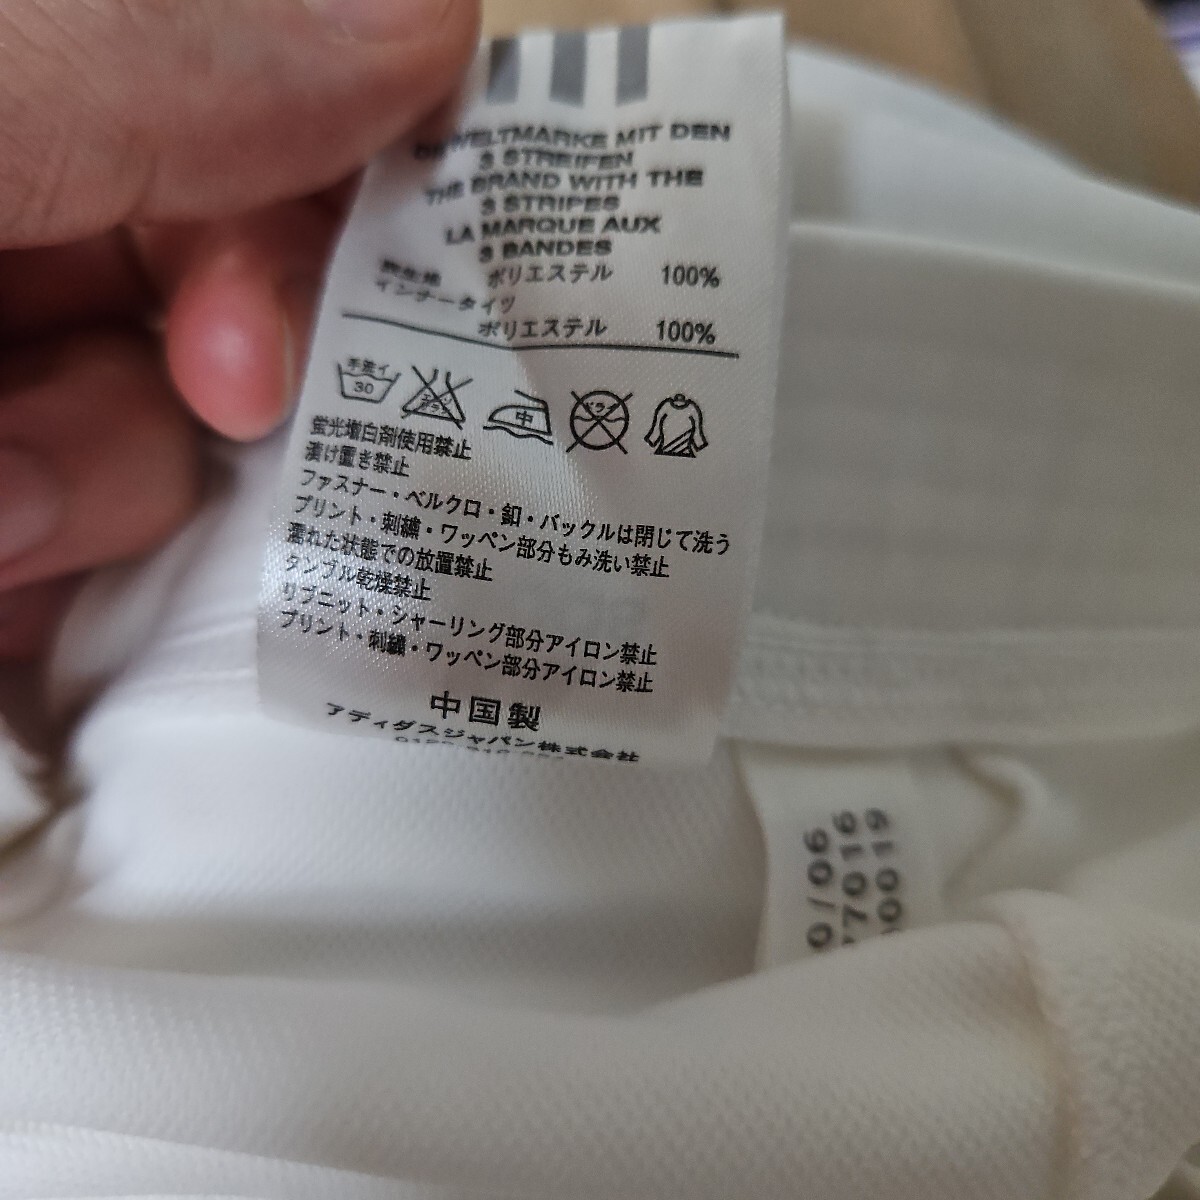 DIE WELTMARKE MIT DEN
3 STREIFEN
THE BRAND WITH THE
3 STRIPES
LA MARQUE AUX
3 BANDES
表生地 ポリエステル 100%
インナータイツ
ポリエステル 100%
手洗イ
30
中
蛍光増白剤使用禁止
漬け置き禁止
ファスナー・ベルクロ・釦・バックルは閉じて洗う
プリント・刺繍・ワッペン部分もみ洗い禁止
濡れた状態での放置禁止
タンブル乾燥禁止
リブニット・シャーリング部分アイロン禁止
プリント・刺繍・ワッペン部分アイロン禁止
中国製
アディダスジャパン株式会社